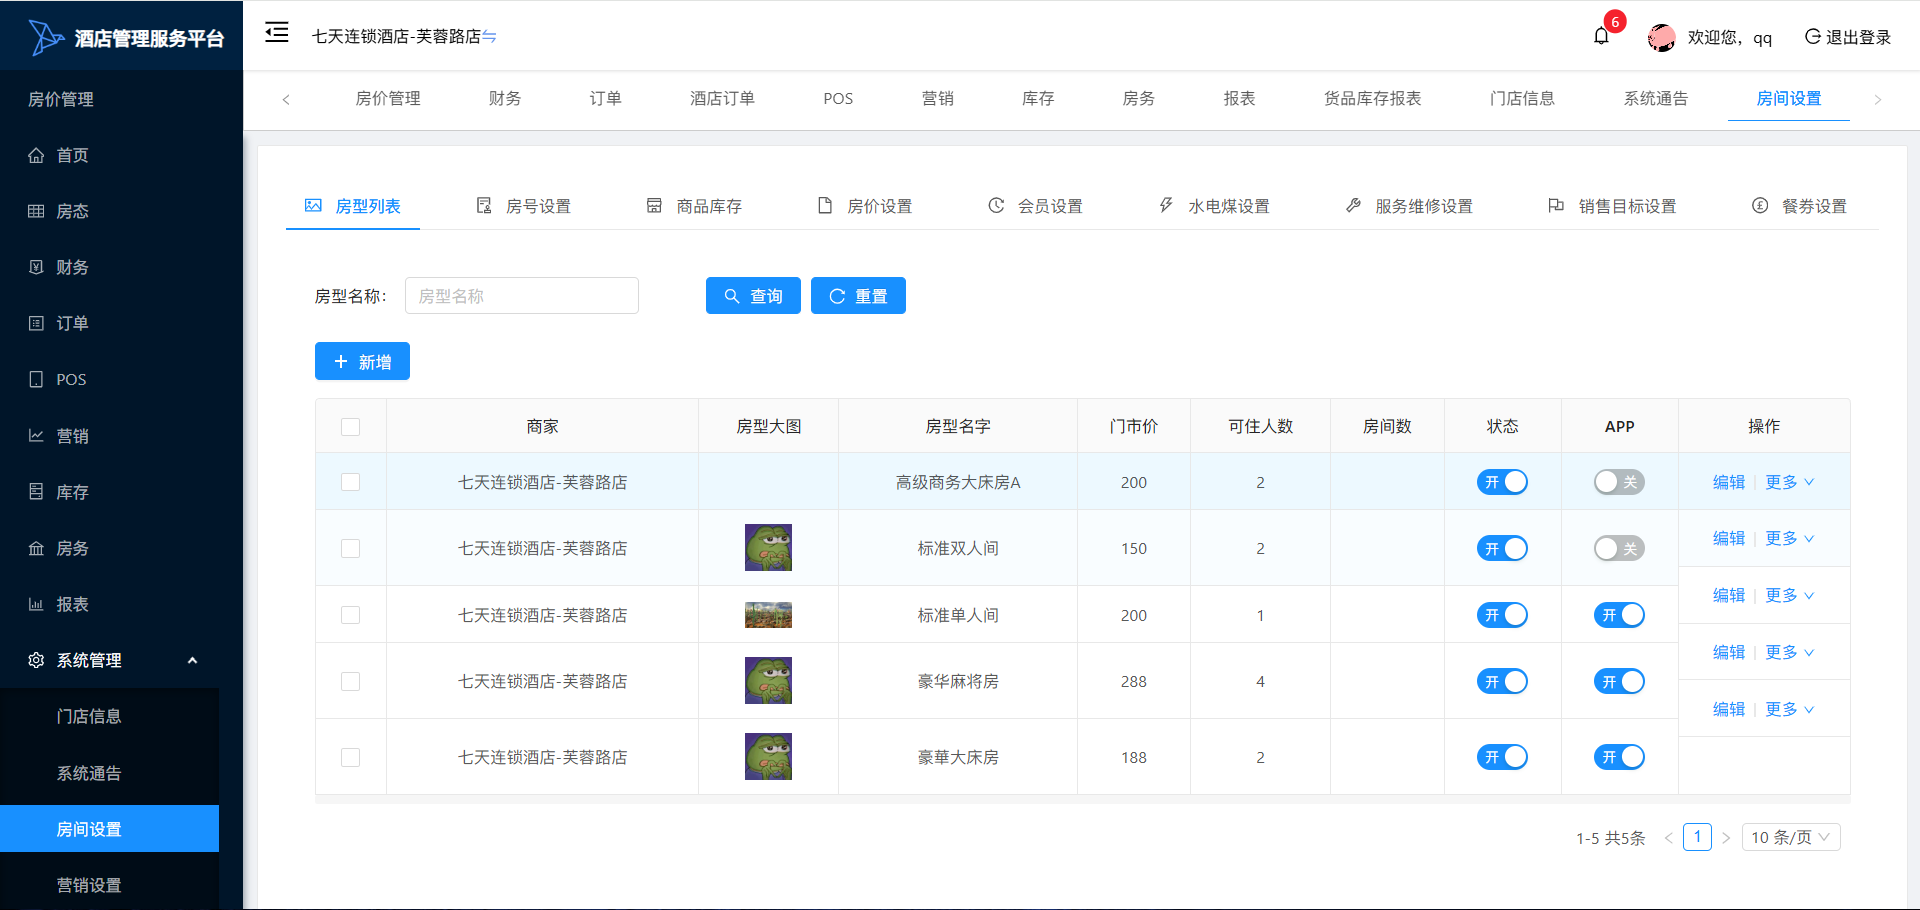 酒店管理服务平台
七天连锁酒店-芙蓉路店
6
欢迎您，qq
退出登录
房价管理
首页
房态
财务
订单
POS
营销
库存
房务
报表
系统管理
门店信息
系统通告
房间设置
营销设置
房价管理 财务 订单 酒店订单 POS 营销 库存 房务 报表 货品库存报表 门店信息 系统通告 房间设置
房型列表 房号设置 商品库存 房价设置 会员设置 水电煤设置 服务维修设置 销售目标设置 餐券设置
房型名称： 房型名称 查询 重置
新增
商家 房型大图 房型名字 门市价 可住人数 房间数 状态 APP 操作
七天连锁酒店-芙蓉路店 高级商务大床房A 200 2 开 关 编辑 更多
七天连锁酒店-芙蓉路店 标准双人间 150 2 开 关 编辑 更多
七天连锁酒店-芙蓉路店 标准单人间 200 1 开 开 编辑 更多
七天连锁酒店-芙蓉路店 豪华麻将房 288 4 开 开 编辑 更多
七天连锁酒店-芙蓉路店 豪華大床房 188 2 开 开 编辑 更多
1-5 共5条 1 10 条/页